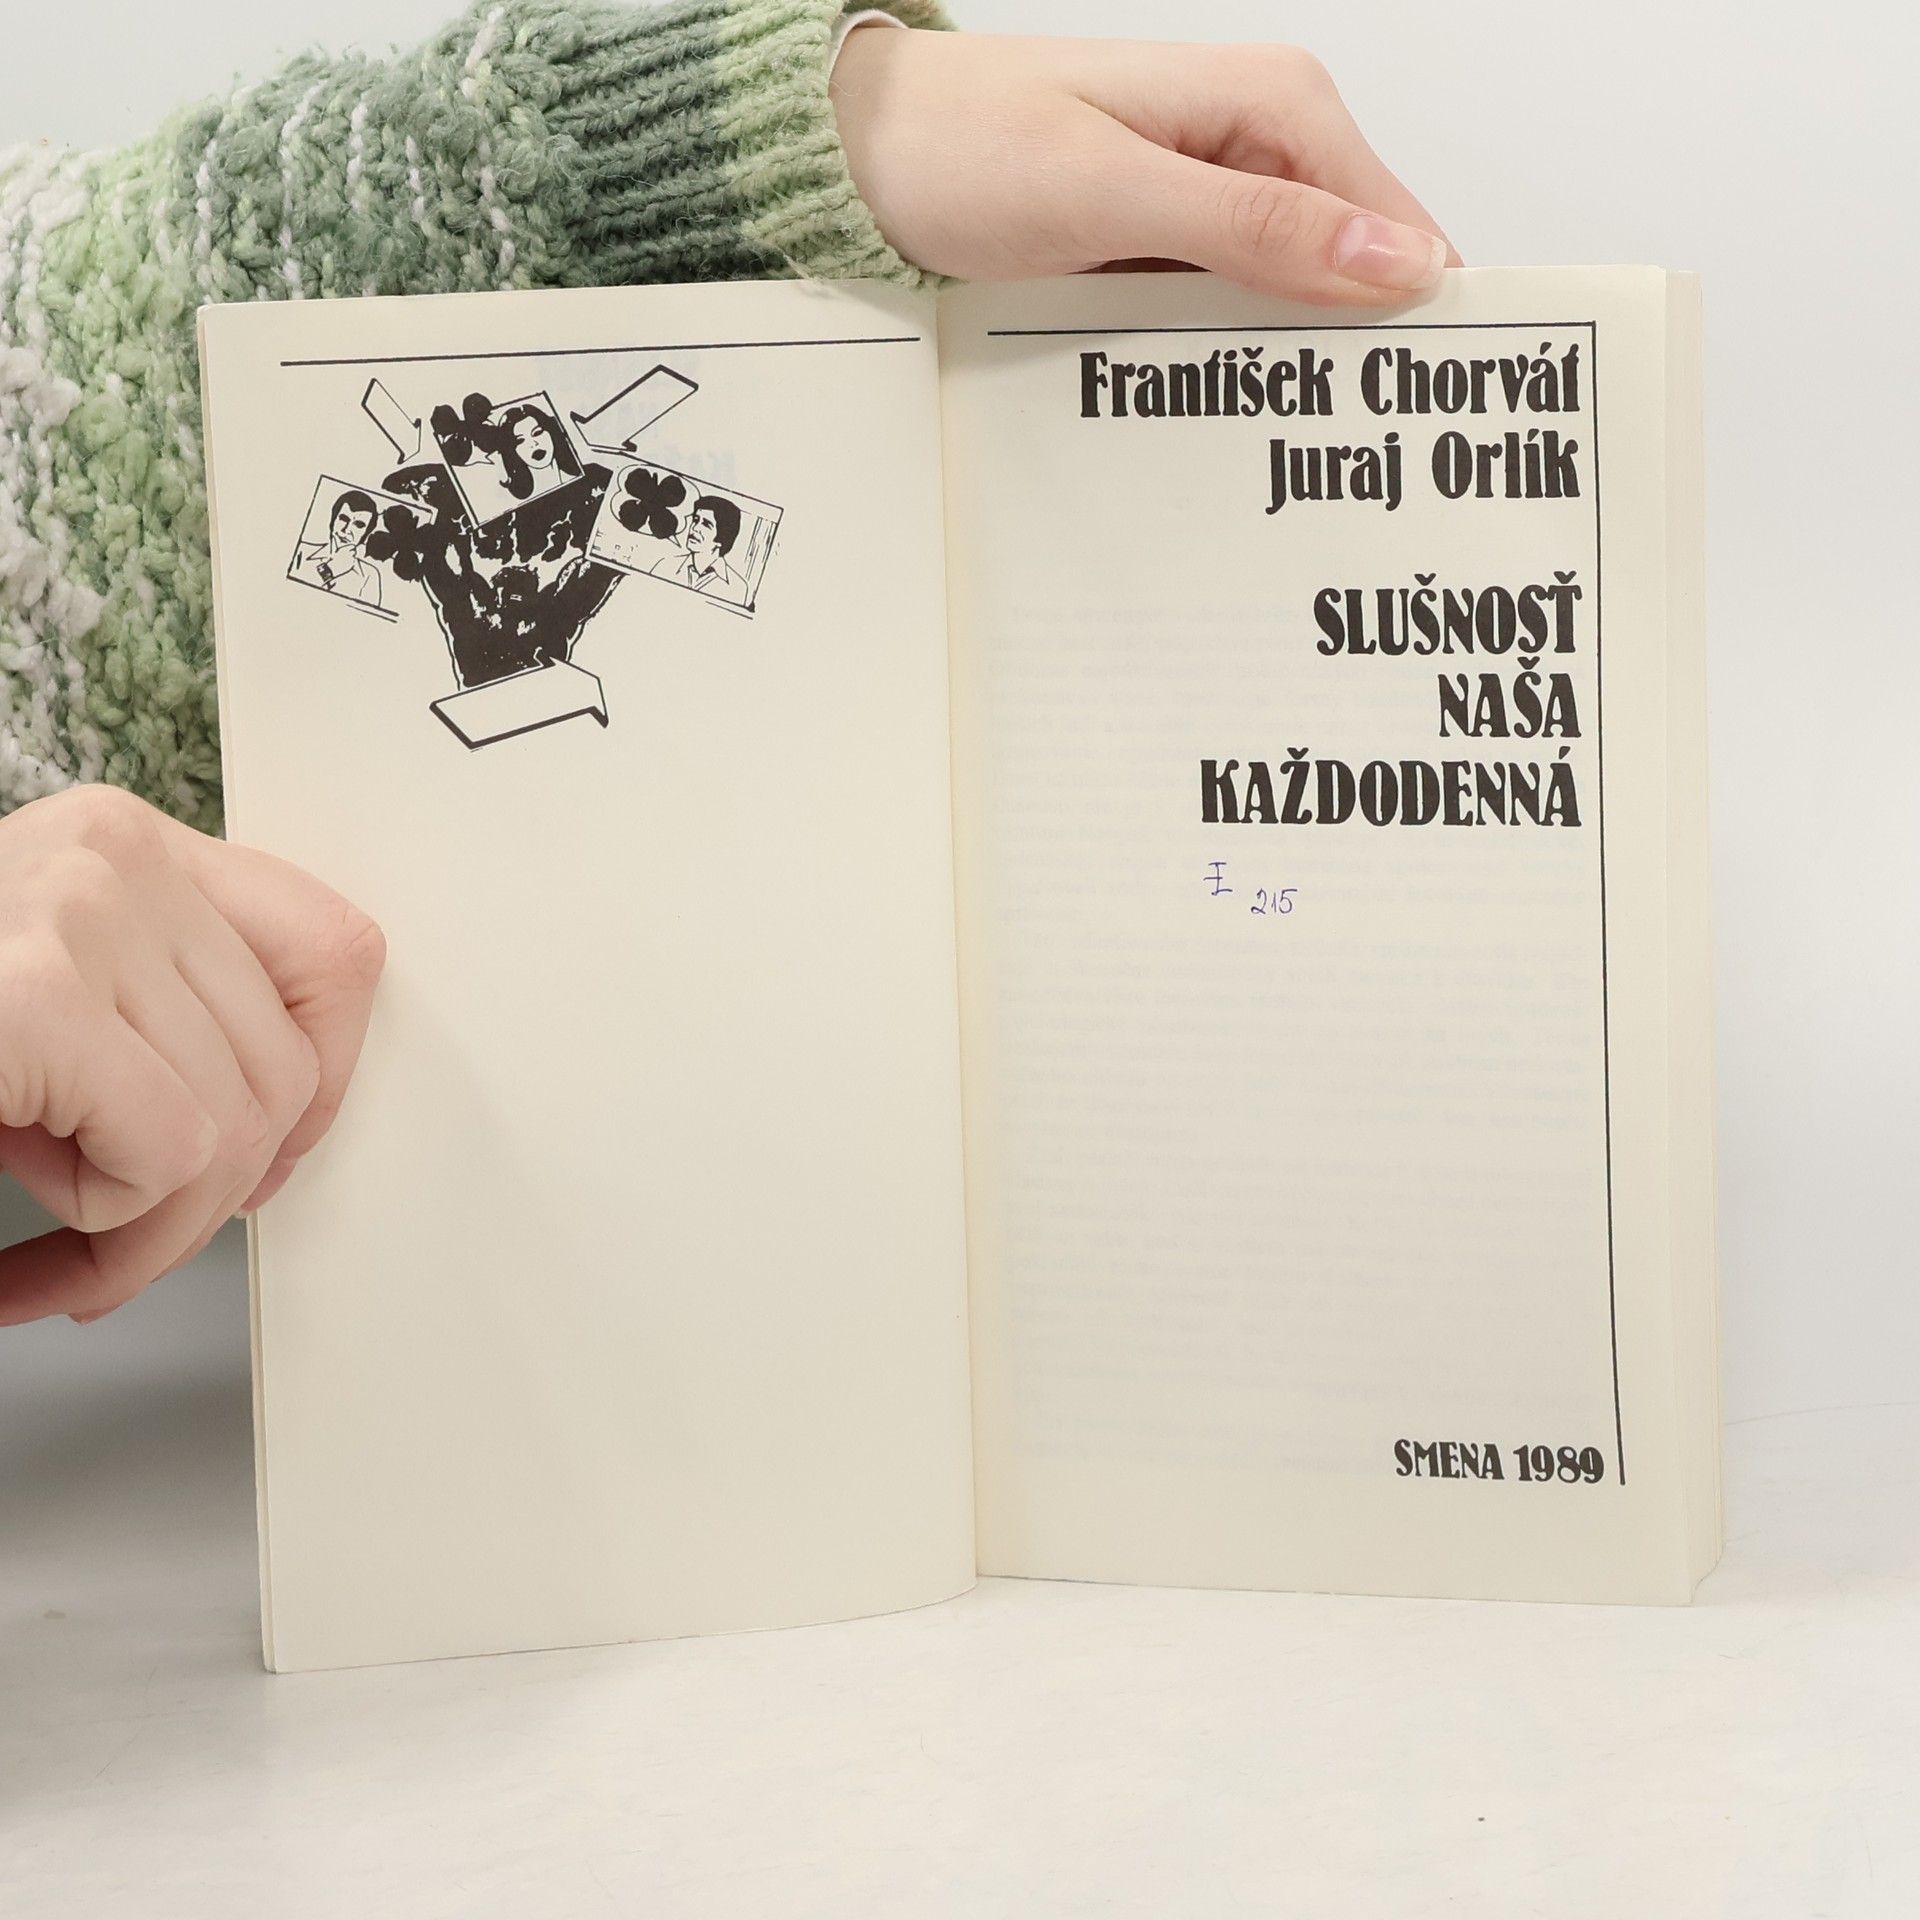 František Chorvát
Juraj Orlík
SLUŠNOSŤ
NAŠA
KAŽDODENNÁ
I
215
SMENA 1989